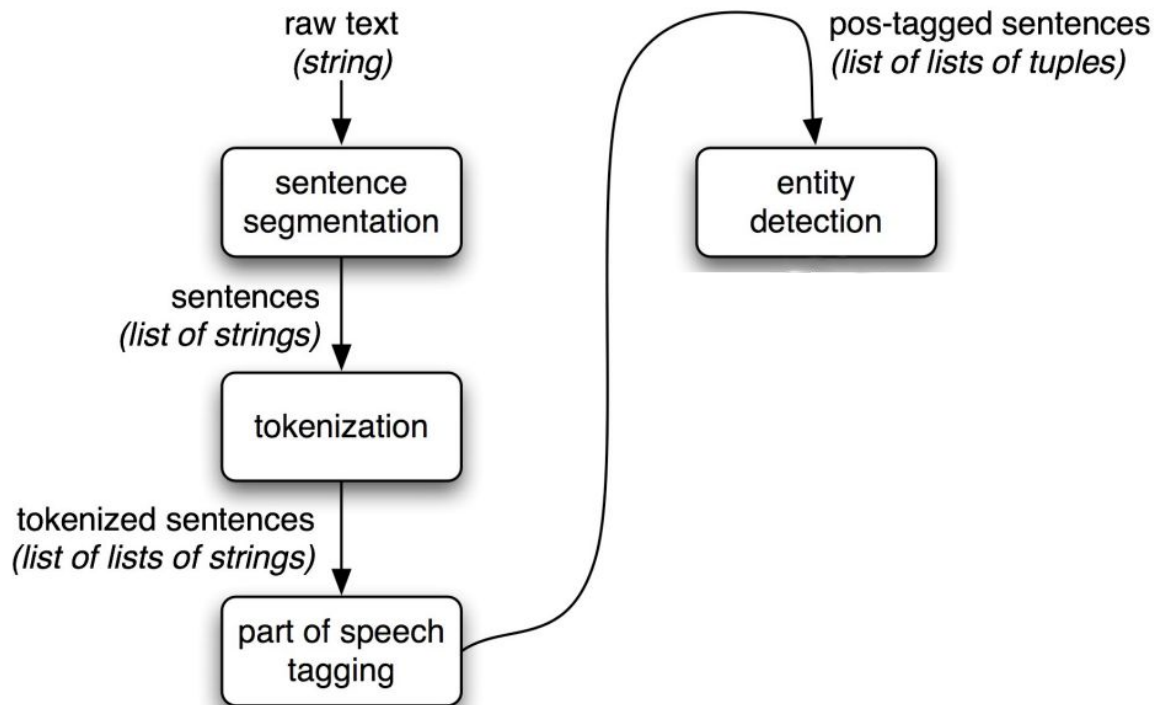 raw text
(string)
sentence
segmentation
sentences
(list of strings)
tokenization
tokenized sentences
(list of lists of strings)
part of speech
tagging
pos-tagged sentences
(list of lists of tuples)
entity
detection